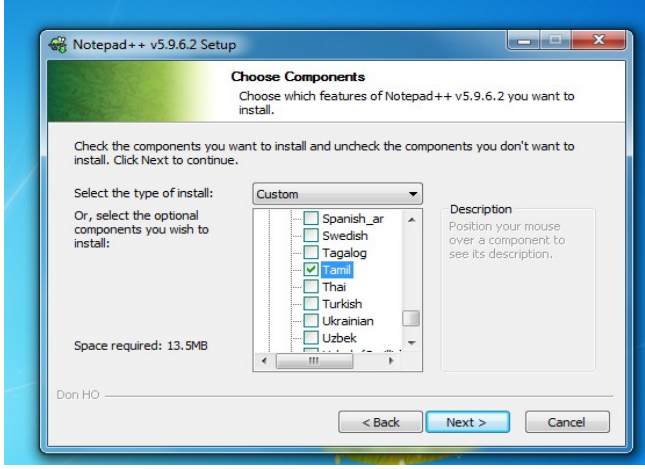 Notepad++ v5.9.6.2 Setup
Choose Components
Choose which features of Notepad++ v5.9.6.2 you want to
install.
Check the components you want to install and uncheck the components you don't want to
install. Click Next to continue.
Select the type of install:
Custom
Or, select the optional
components you wish to
install:
Spanish_ar
Swedish
Tagalog
Tamil
Thai
Turkish
Ukrainian
Uzbek
Description
Position your mouse
over a component to
see its description.
Space required: 13.5MB
Don HO
< Back
Next >
Cancel